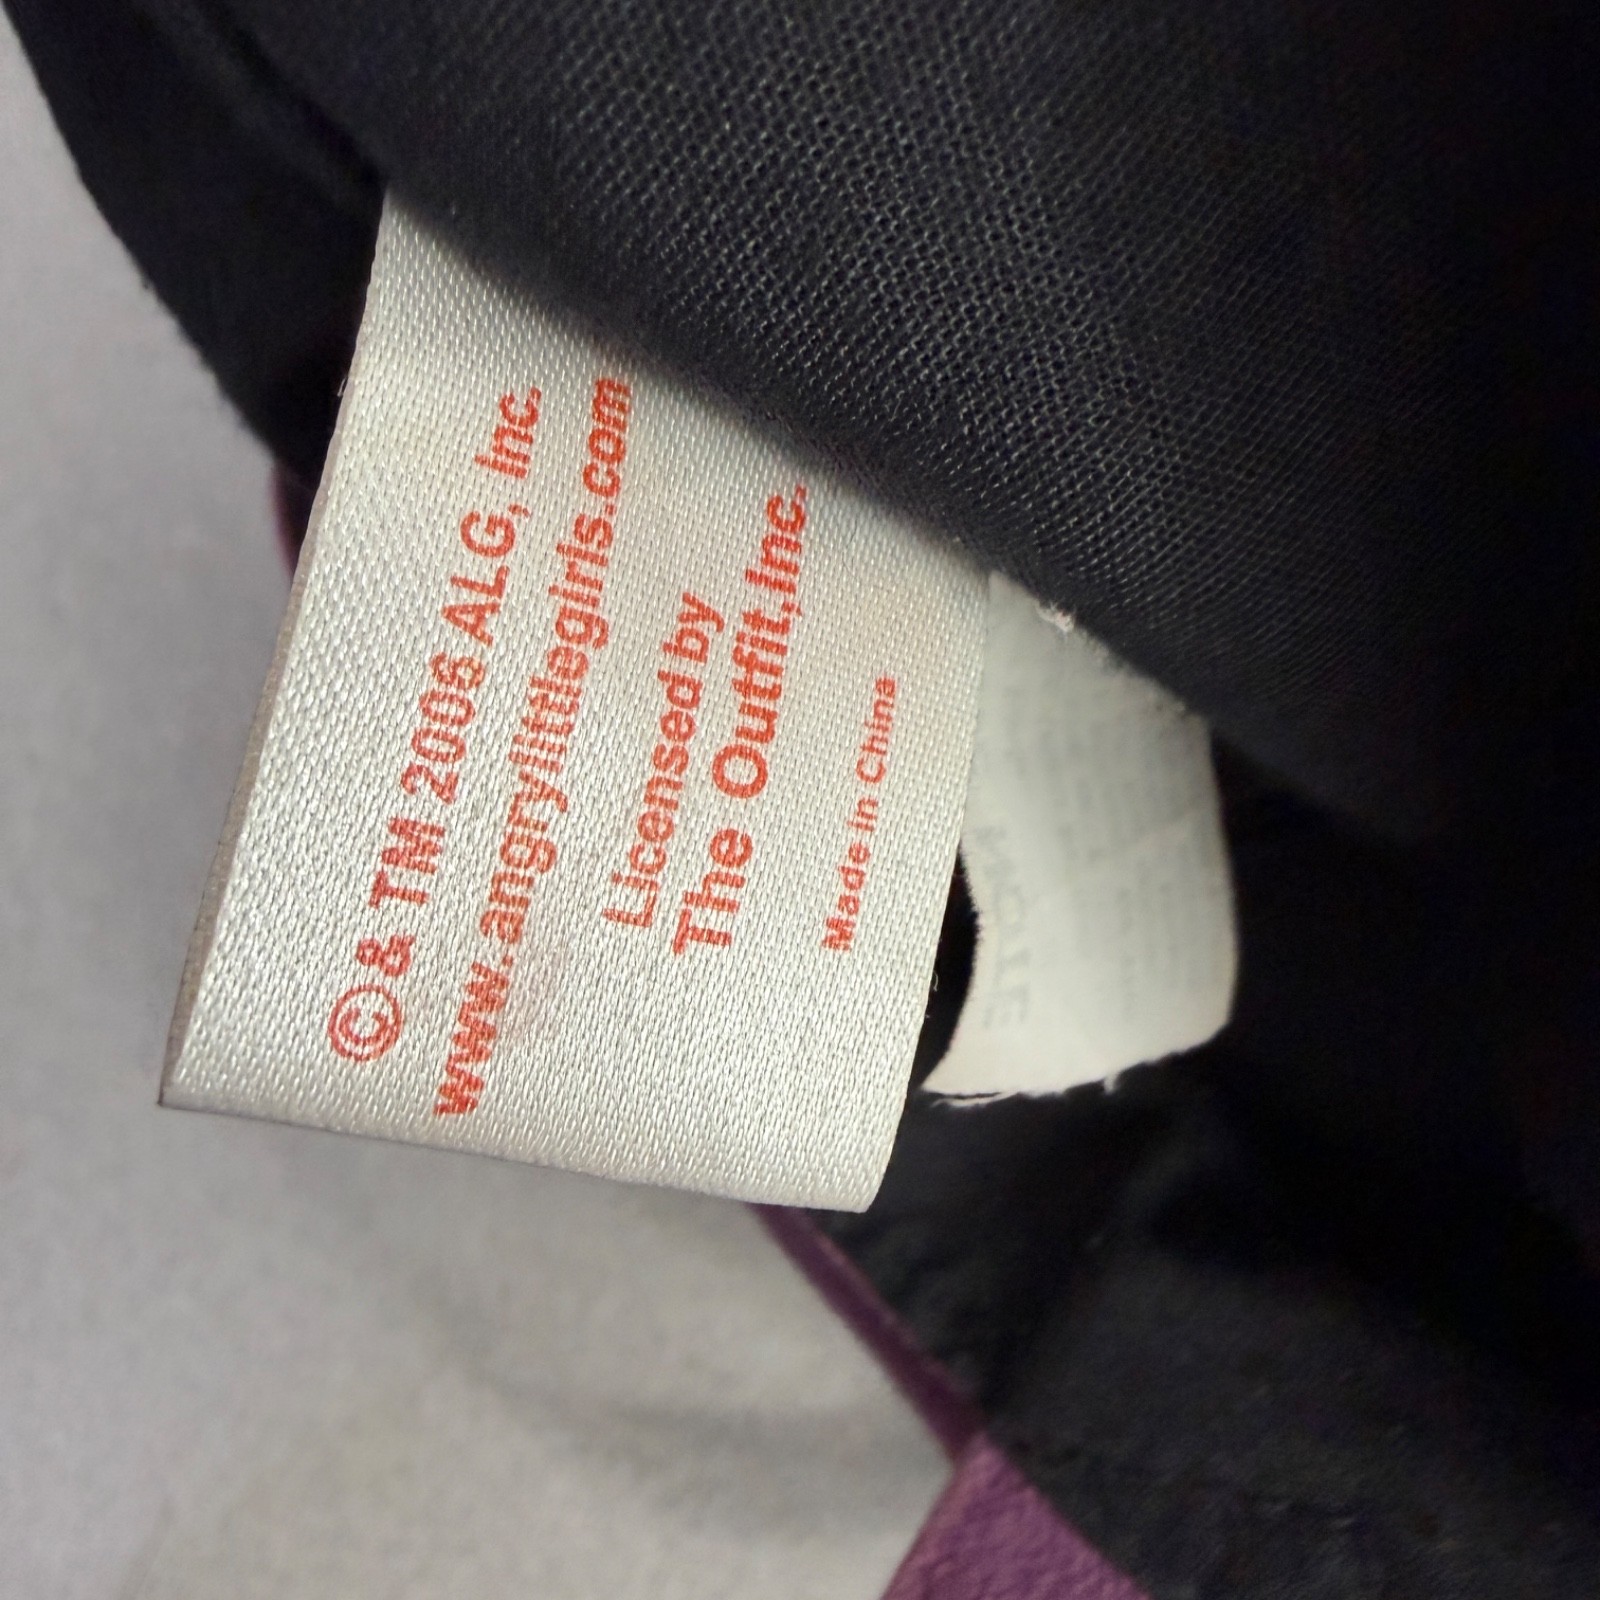 © & TM 2006 ALG, Inc.
www.angrylittlegirls.com
Licensed by
The Outfit,Inc.
Made in China